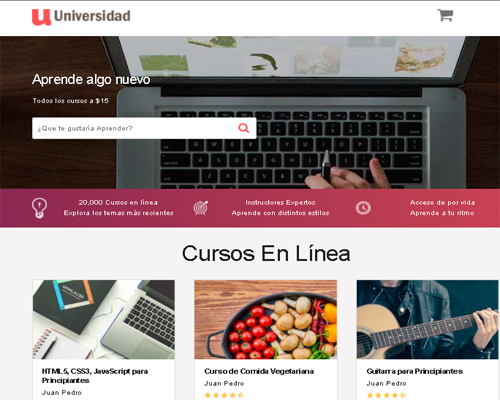 Universidad
Aprende algo nuevo
Todos los cursos a $15
¿Que te gustaría Aprender?
20,000 Cursos en línea
Explora los temas más recientes
Instructores Expertos
Aprende con distintos estilos
Acceso de por vida
Aprende a tu ritmo
Cursos En Línea
HTML5, CSS3, JavaScript para
Principiantes
Juan Pedro
Curso de Comida Vegetariana
Juan Pedro
Guitarra para Principiantes
Juan Pedro